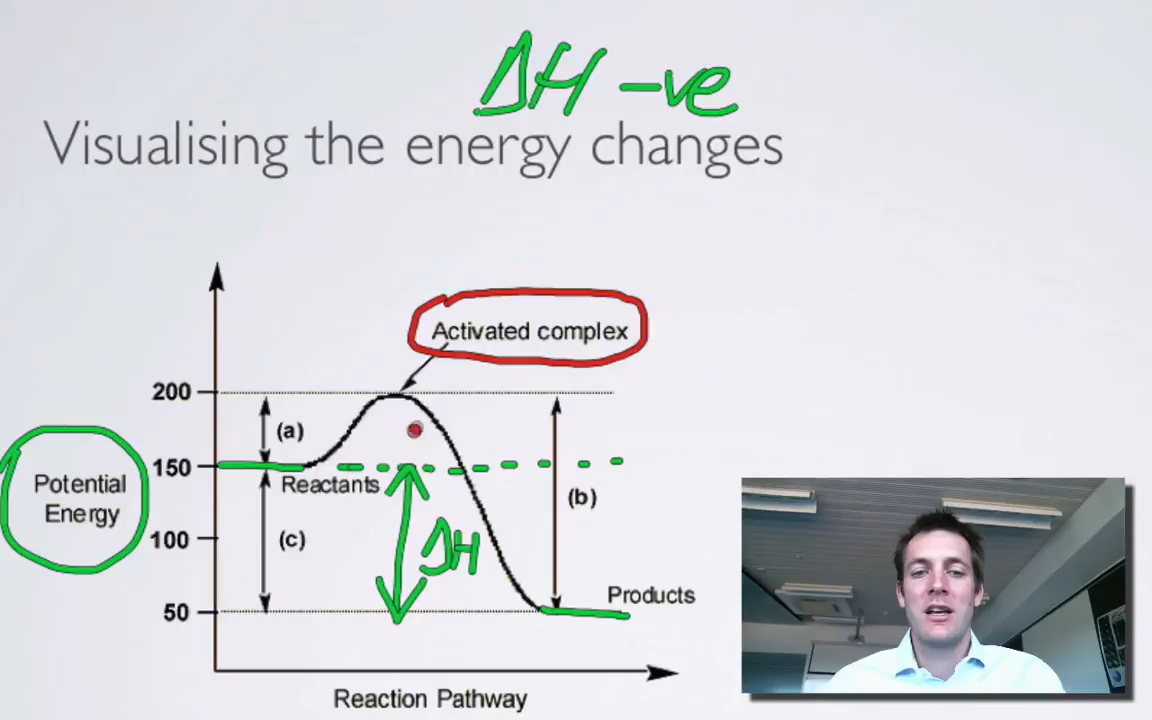 ΔH -ve
Visualising the energy changes
Activated complex
200
(a)
150
Reactants
Potential
Energy
(b)
100
(c)
ΔH
Products
50
Reaction Pathway